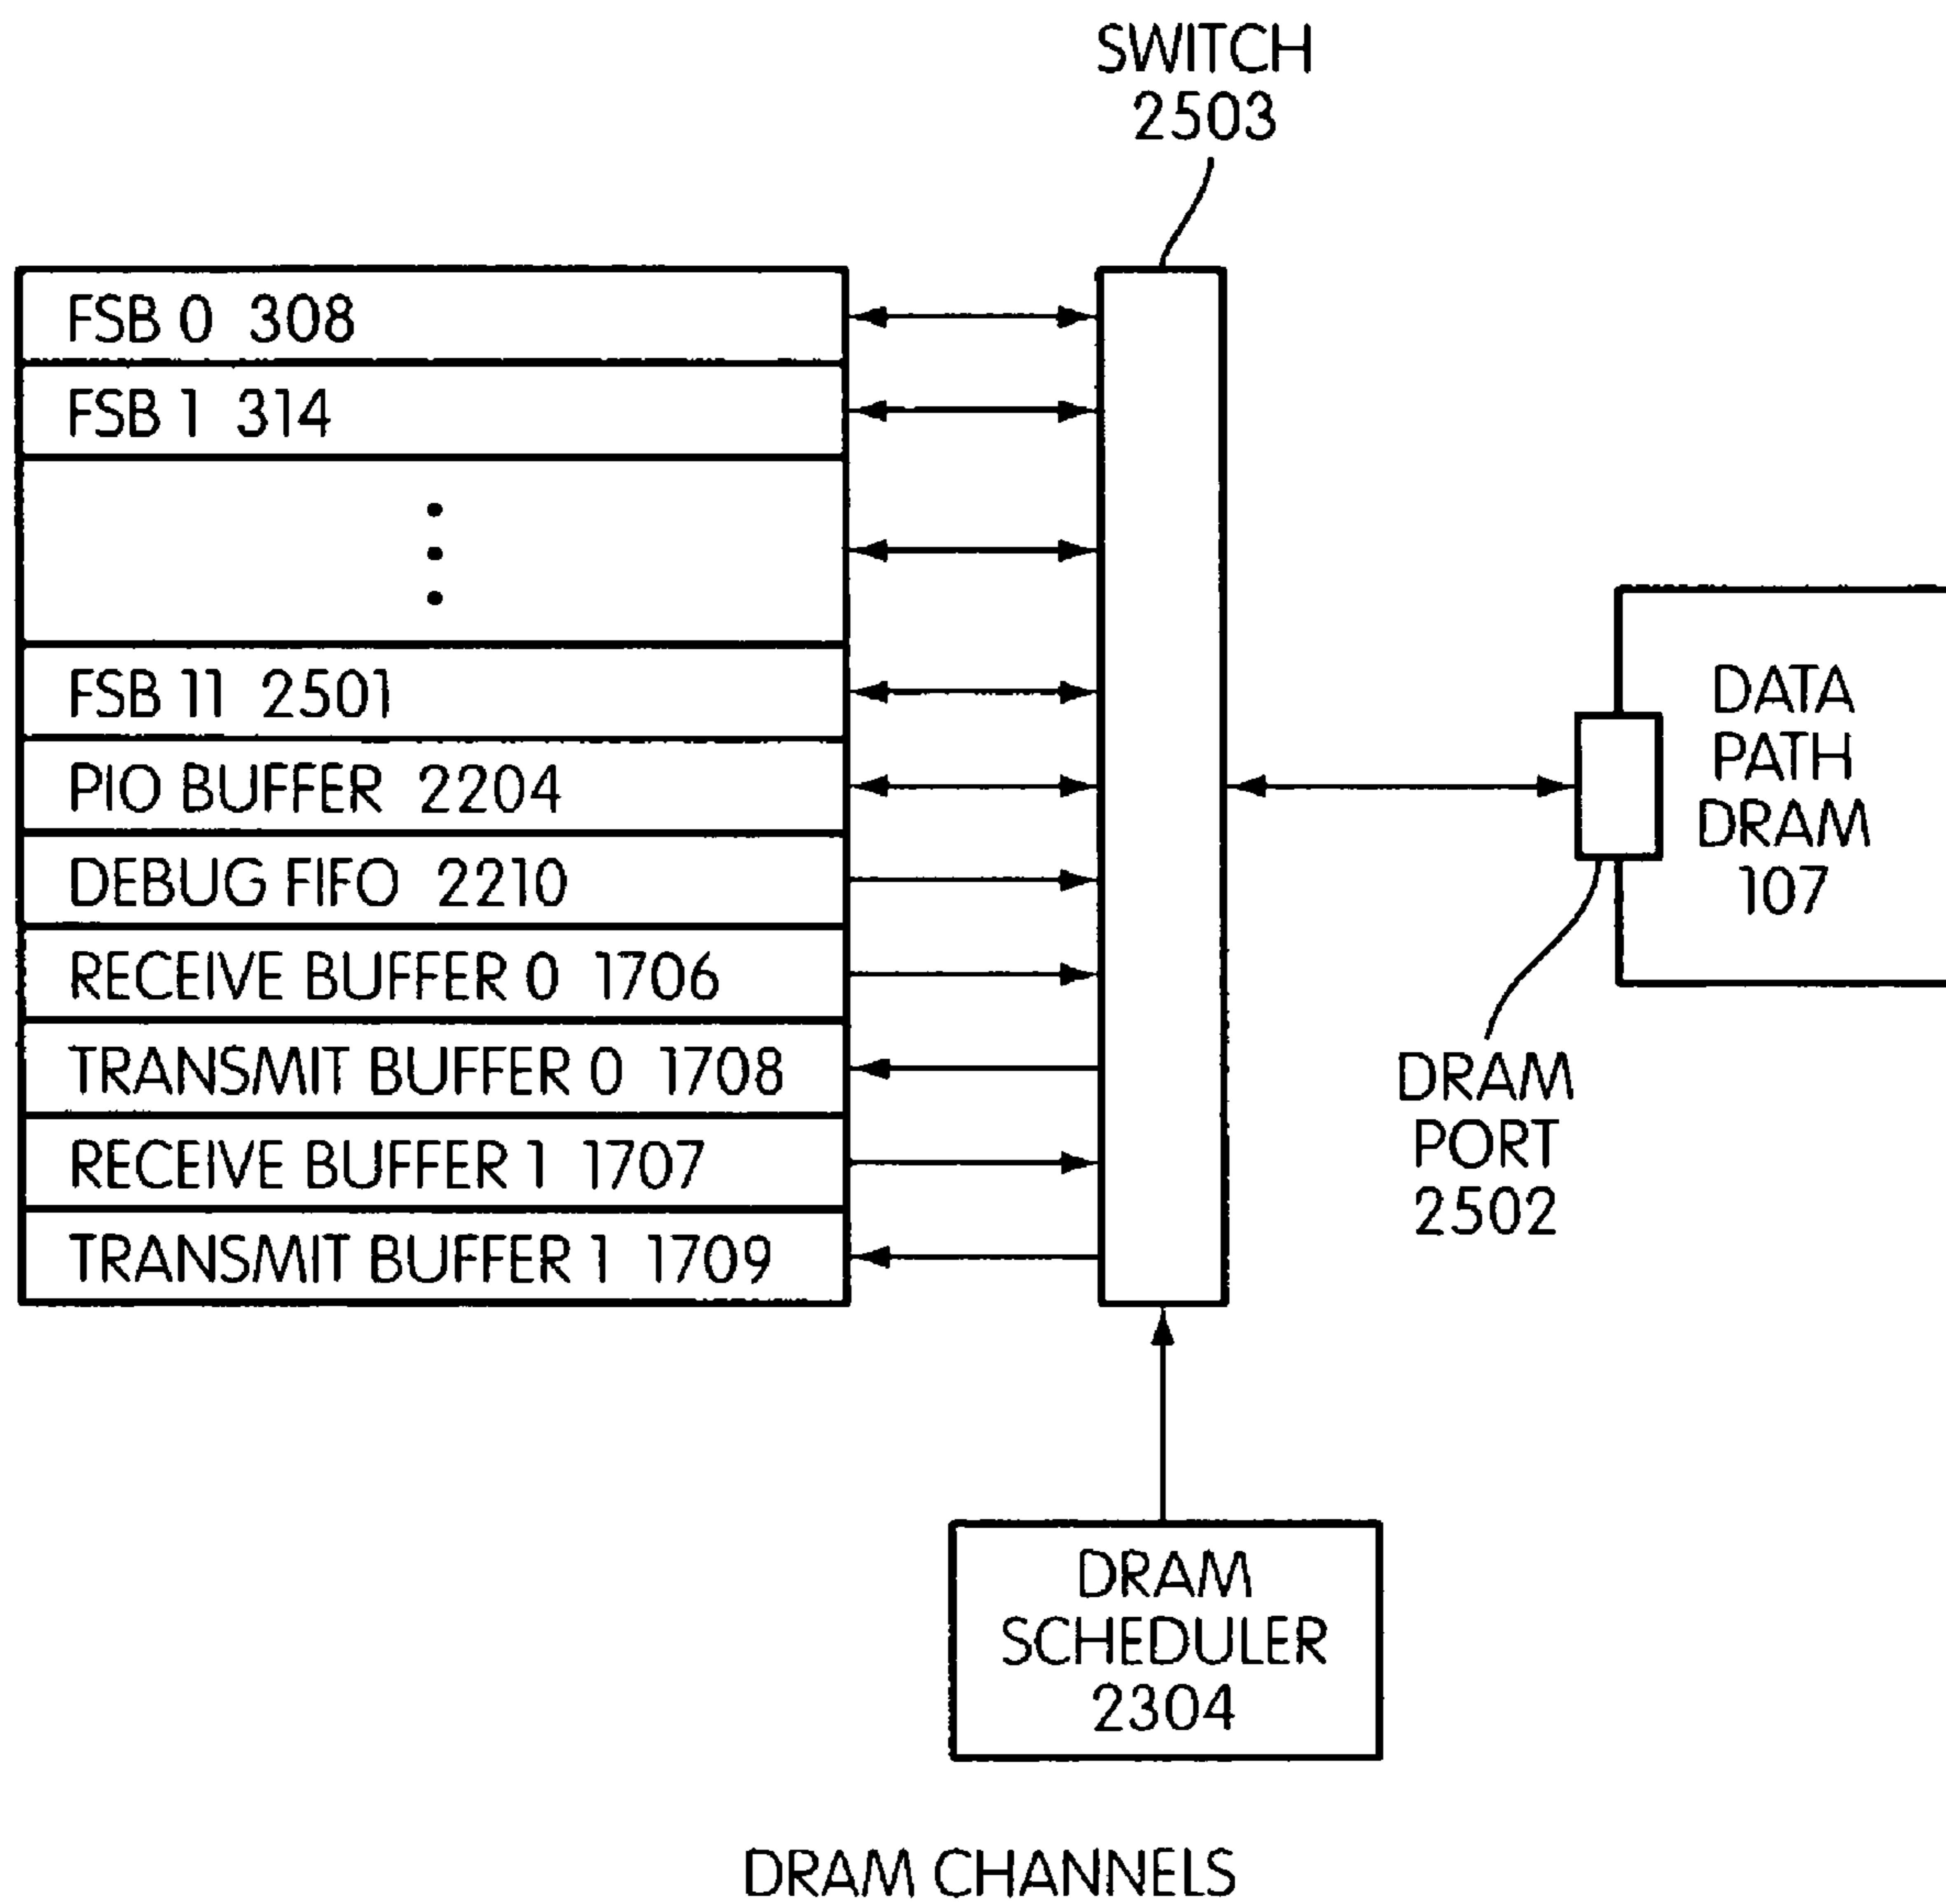 SWITCH
2503
FSB 0 308
FSB 1 314
FSB 11 2501
PIO BUFFER 2204
DEBUG FIFO 2210
RECEIVE BUFFER 0 1706
TRANSMIT BUFFER 0 1708
RECEIVE BUFFER 1 1707
TRANSMIT BUFFER 1 1709
DATA
PATH
DRAM
107
DRAM
PORT
2502
DRAM
SCHEDULER
2304
DRAM CHANNELS